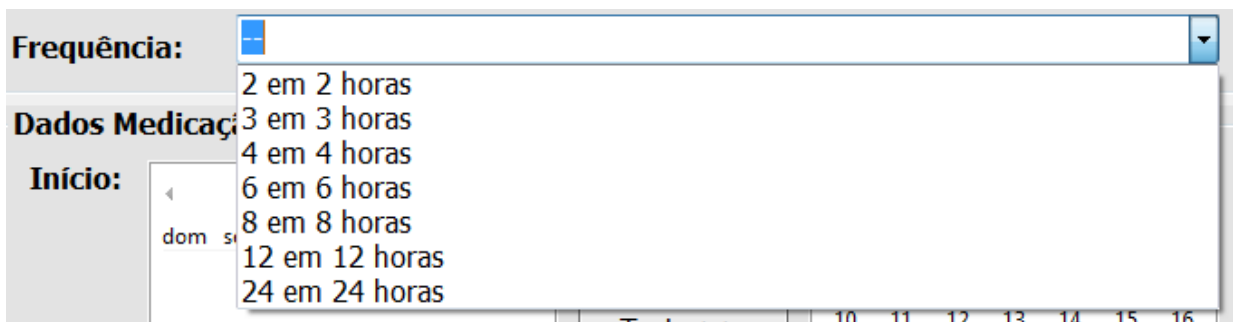 Frequência:
--
2 em 2 horas
3 em 3 horas
4 em 4 horas
6 em 6 horas
8 em 8 horas
12 em 12 horas
24 em 24 horas
Dados
Início:
dom
10 11 12 13 14 15 16